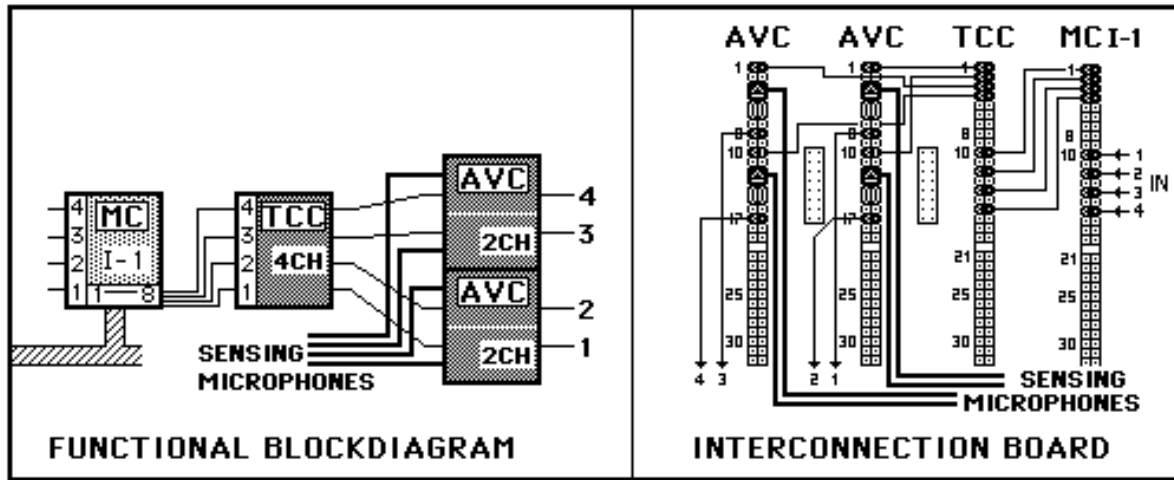 MC
I-1
4
3
2
1
1 8
TCC
4CH
4
3
2
1
AVC
2CH
AVC
2CH
4
3
2
1
SENSING
MICROPHONES
FUNCTIONAL BLOCKDIAGRAM
AVC AVC TCC MC I-1
1 1 1 1
8 8 8 8
10 10 10 10
1
2
3
4
IN
17 17
21 21
25 25 25 25
30 30 30 30
4 3 2 1
SENSING
MICROPHONES
INTERCONNECTION BOARD